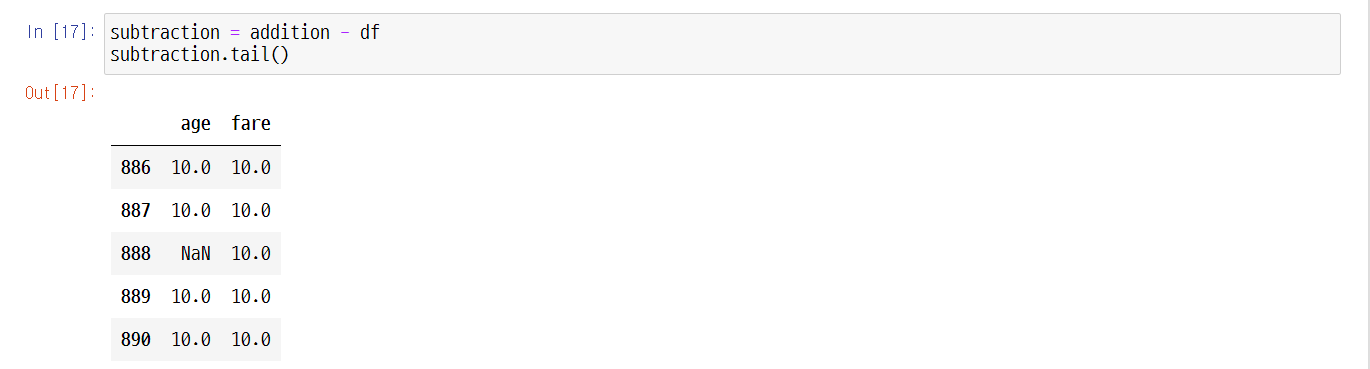 In [17]: subtraction = addition - df
subtraction.tail()
Out[17]:
age fare
886 10.0 10.0
887 10.0 10.0
888 NaN 10.0
889 10.0 10.0
890 10.0 10.0